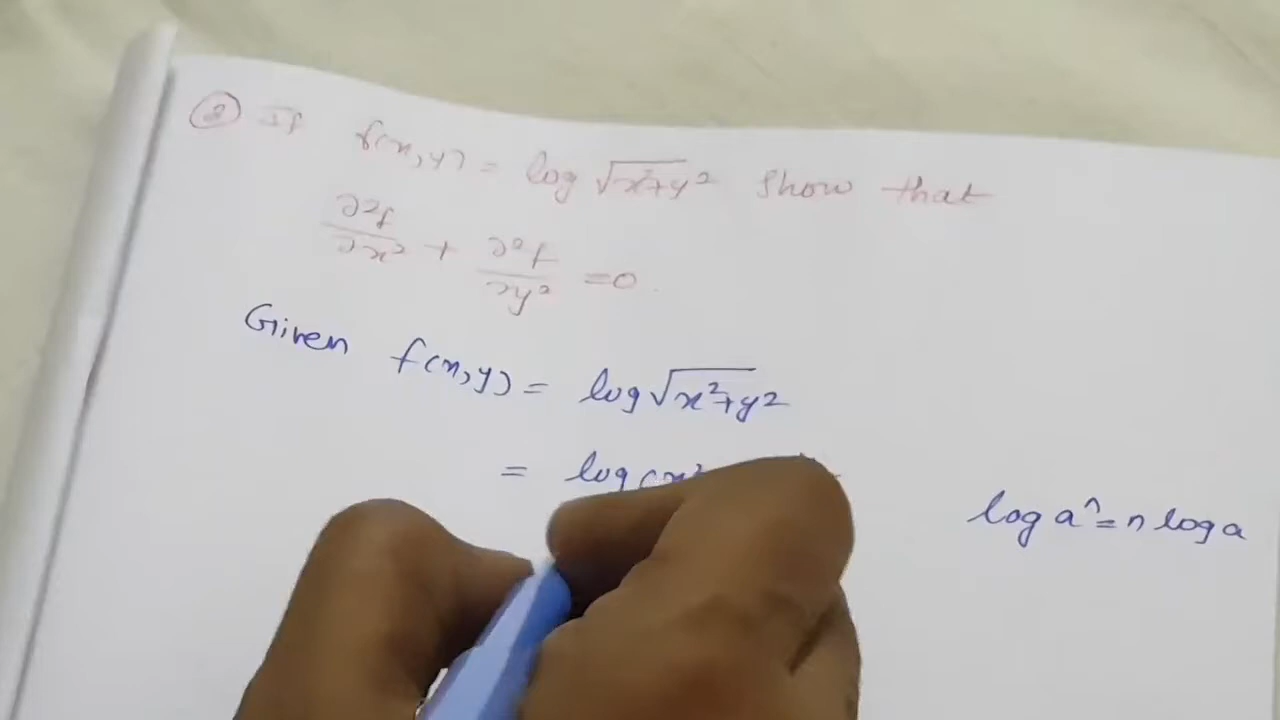 ② If f(x,y) = log √x²+y² show that
∂²f/∂x² + ∂²f/∂y² = 0.
Given f(x,y) = log √x²+y²
= log (x²
log aⁿ = n log a